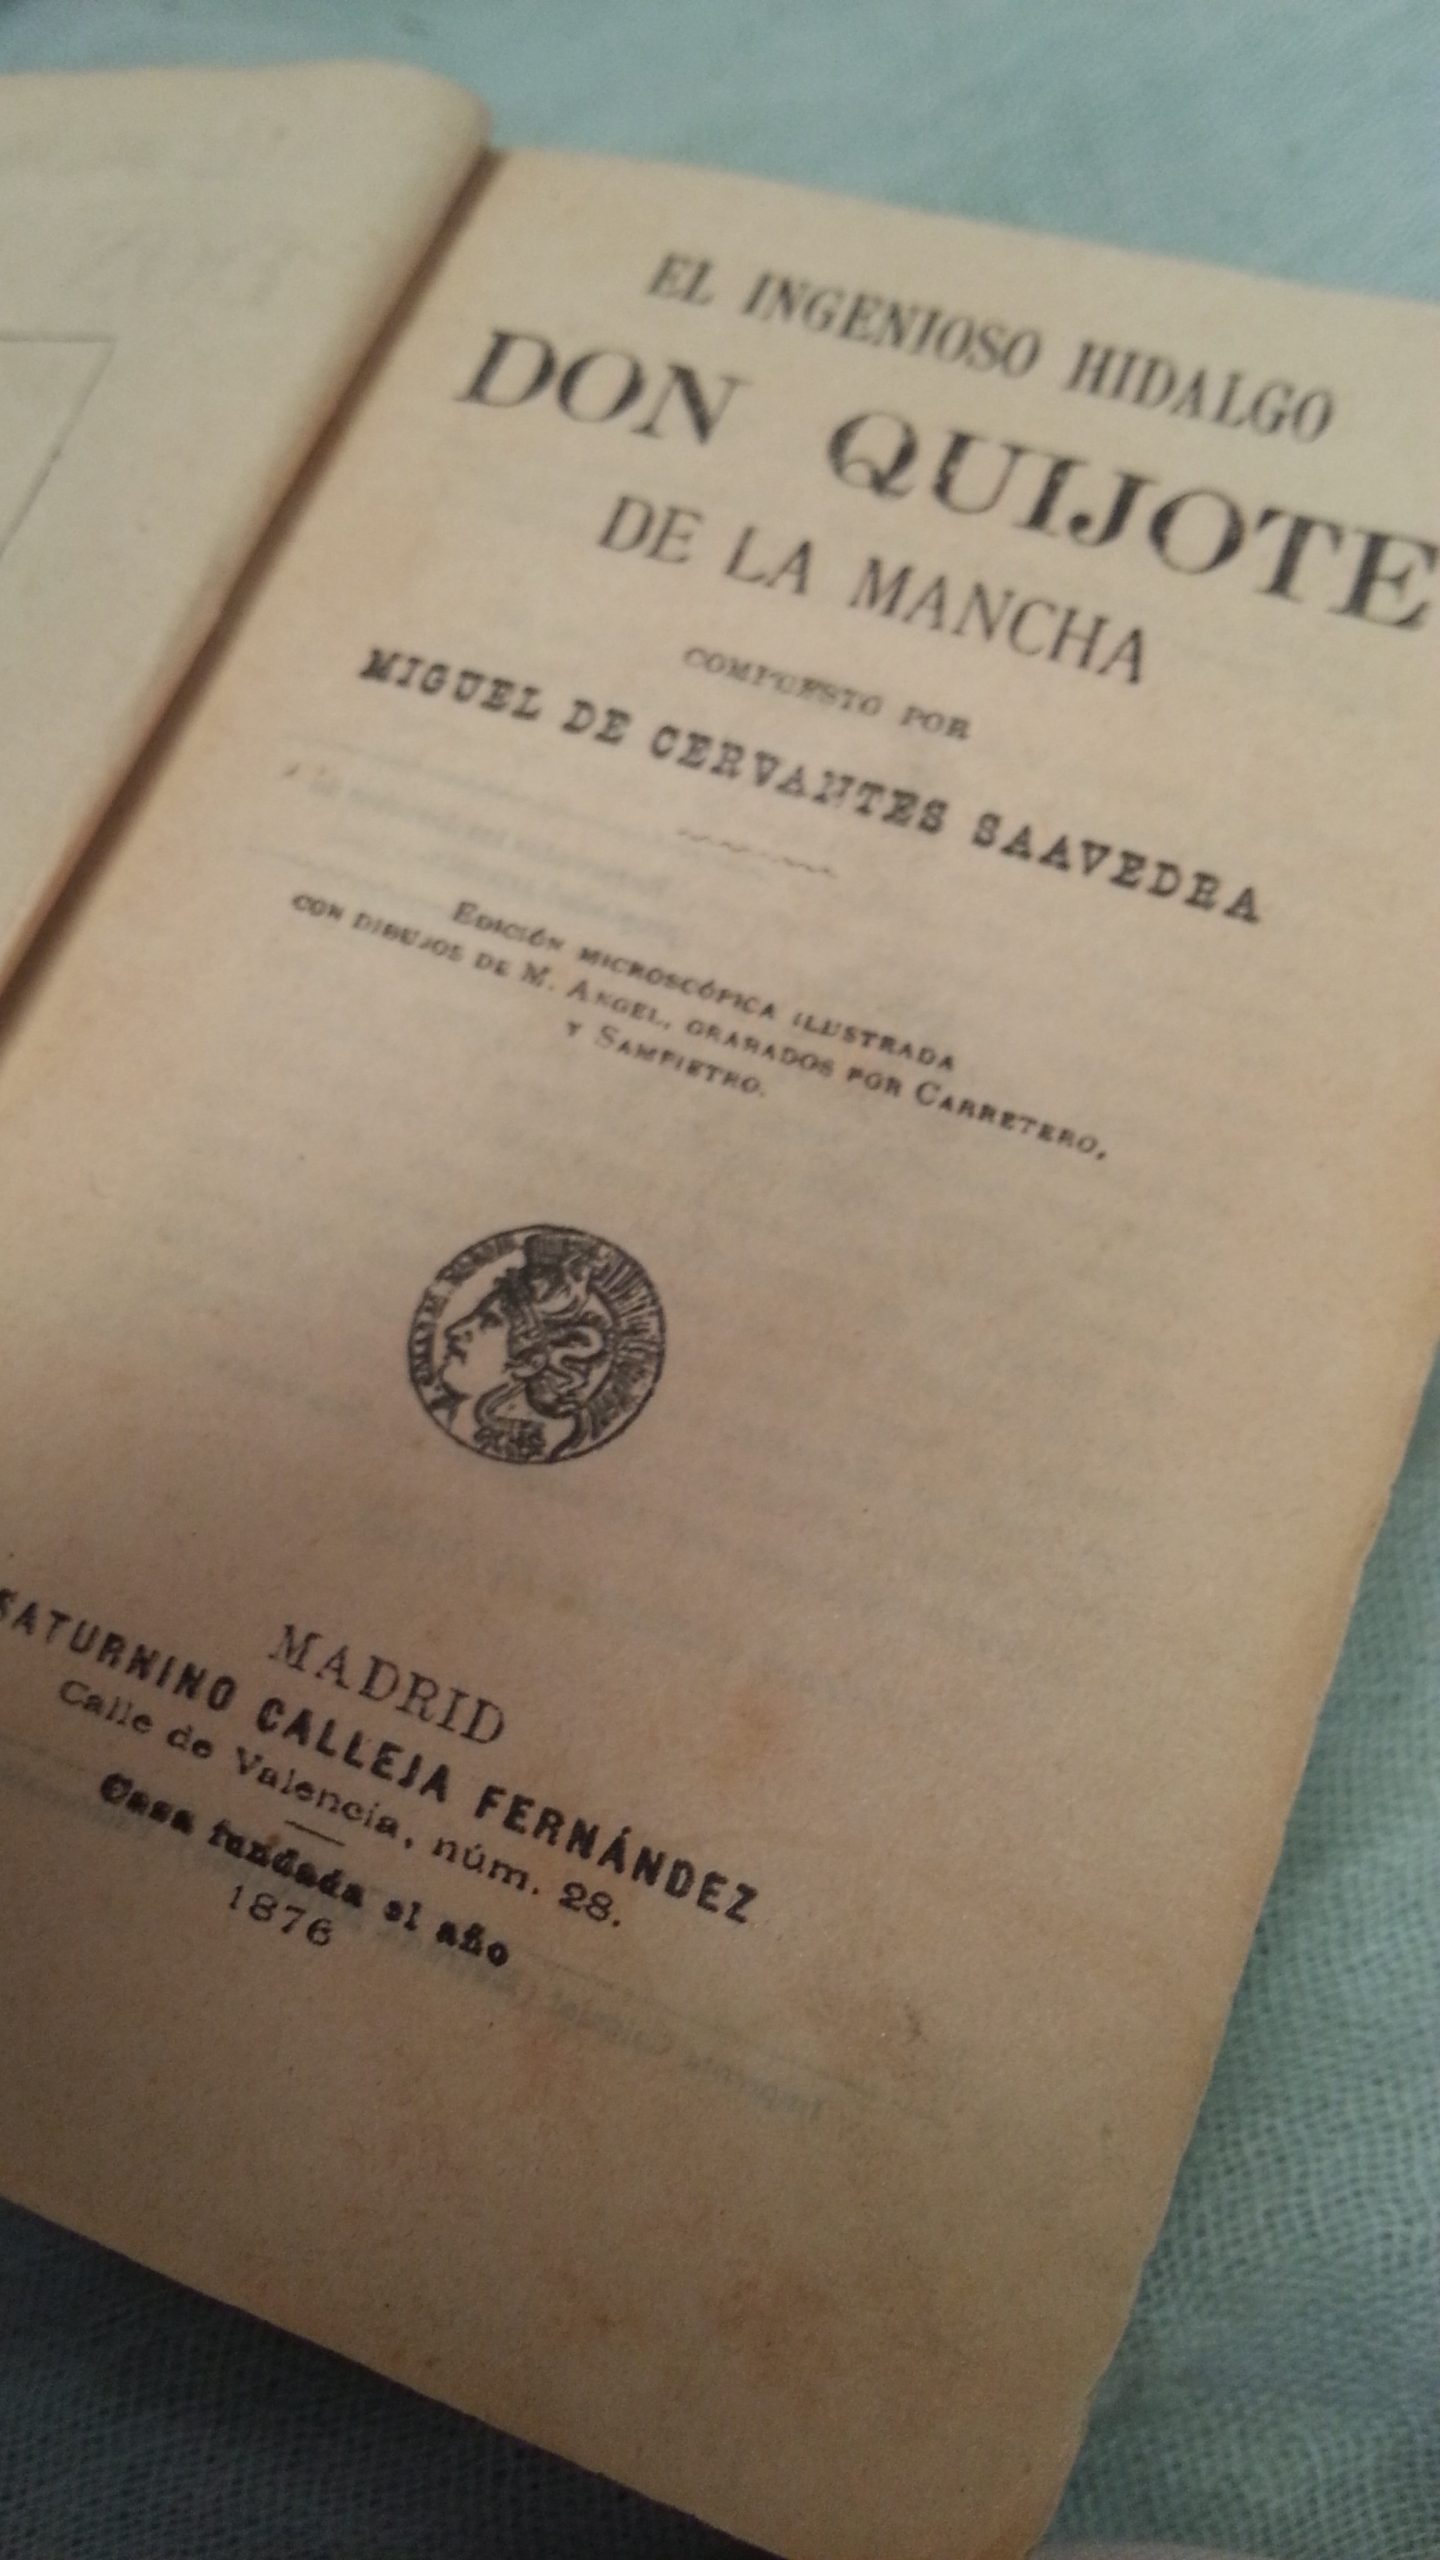 EL INGENIOSO HIDALGO
DON QUIJOTE
DE LA MANCHA
COMPUESTO POR
MIGUEL DE CERVANTES SAAVEDRA
EDICIÓN MICROSCÓPICA ILUSTRADA
CON DIBUJOS DE M. ANGEL, GRABADOS POR CARRETERO,
Y SAMPIETRO.
MADRID
SATURNINO CALLEJA FERNÁNDEZ
Calle de Valencia, núm. 28.
Casa fundada el año
1876